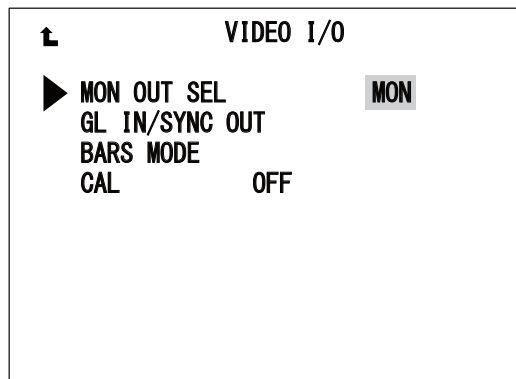 VIDEO I/O
MON OUT SEL MON
GL IN/SYNC OUT
BARS MODE
CAL OFF